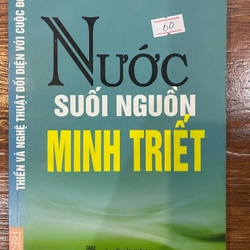 THIỀN VÀ NGHỆ THUẬT ĐỐI DIỆN VỚI CUỘC
60
NƯỚC
SUỐI NGUỒN
MINH TRIẾT